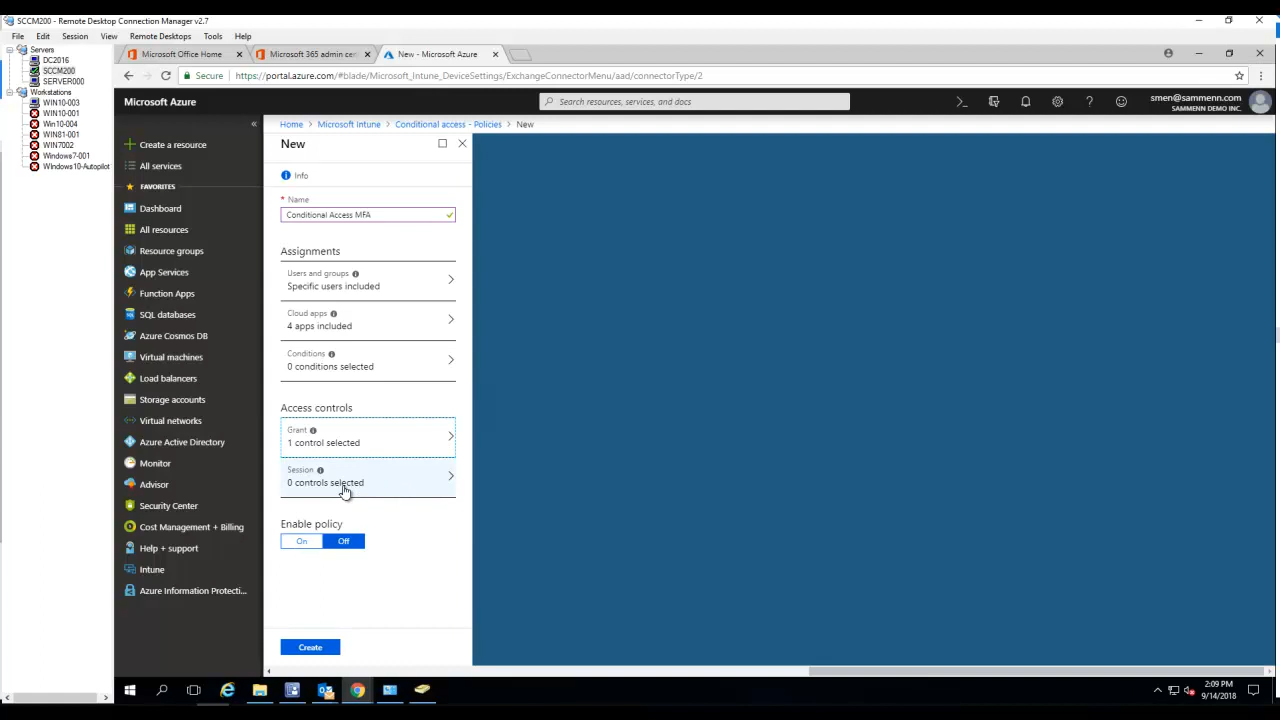 SCCM200 - Remote Desktop Connection Manager v2.7
File Edit Session View Remote Desktops Tools Help
Servers
DC2016
SCCM200
SERVER000
Workstations
WIN10-003
WIN10-001
Win10-004
WIN81-001
WIN7002
Windows7-001
WIndows10-Autopilot
Microsoft Office Home
Microsoft 365 admin cen
New - Microsoft Azure
Secure https://portal.azure.com/#blade/Microsoft_Intune_DeviceSettings/ExchangeConnectorMenu/aad/connectorType/2
Microsoft Azure
Search resources, services, and docs
smen@sammenn.com
SAMMENN DEMO INC.
Home > Microsoft Intune > Conditional access - Policies > New
Create a resource
All services
FAVORITES
Dashboard
All resources
Resource groups
App Services
Function Apps
SQL databases
Azure Cosmos DB
Virtual machines
Load balancers
Storage accounts
Virtual networks
Azure Active Directory
Monitor
Advisor
Security Center
Cost Management + Billing
Help + support
Intune
Azure Information Protecti...
New
Info
* Name
Conditional Access MFA
Assignments
Users and groups
Specific users included
Cloud apps
4 apps included
Conditions
0 conditions selected
Access controls
Grant
1 control selected
Session
0 controls selected
Enable policy
On Off
Create
2:09 PM
9/14/2018